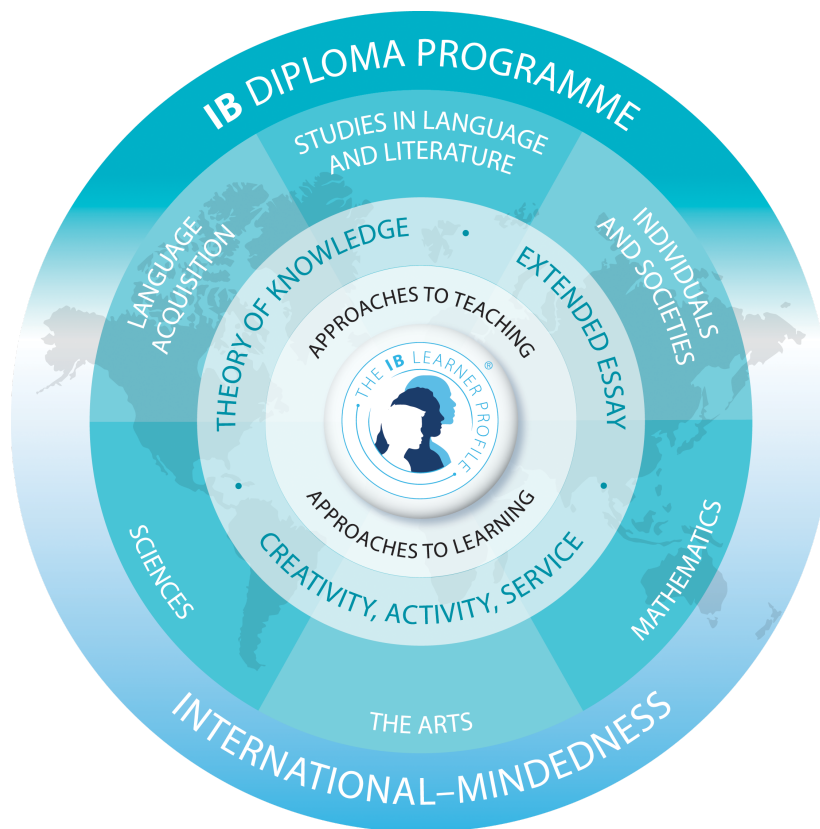 IB DIPLOMA PROGRAMME
STUDIES IN LANGUAGE
AND LITERATURE
LANGUAGE
ACQUISITION
INDIVIDUALS
AND SOCIETIES
THEORY OF KNOWLEDGE
EXTENDED ESSAY
APPROACHES TO TEACHING
THE IB LEARNER PROFILE
®
APPROACHES TO LEARNING
CREATIVITY, ACTIVITY, SERVICE
SCIENCES
MATHEMATICS
THE ARTS
INTERNATIONAL–MINDEDNESS